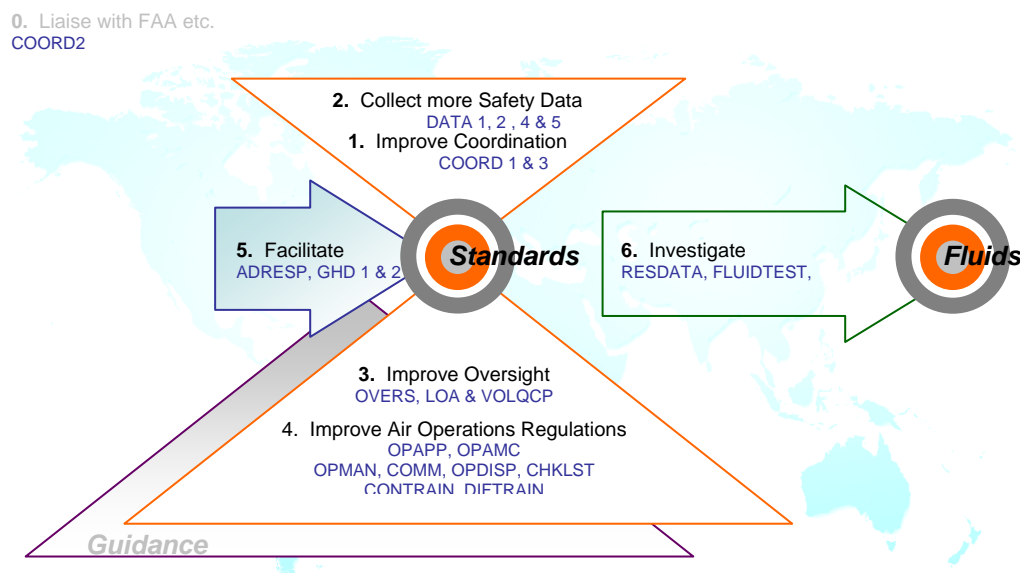 0. Liaise with FAA etc.
COORD2
2. Collect more Safety Data
DATA 1, 2 , 4 & 5
1. Improve Coordination
COORD 1 & 3
5. Facilitate
ADRESP, GHD 1 & 2
Standards
6. Investigate
RESDATA, FLUIDTEST,
Fluids
3. Improve Oversight
OVERS, LOA & VOLQCP
4. Improve Air Operations Regulations
OPAPP, OPAMC
OPMAN, COMM, OPDISP, CHKLST
CONTRAIN, DIFTRAIN
Guidance